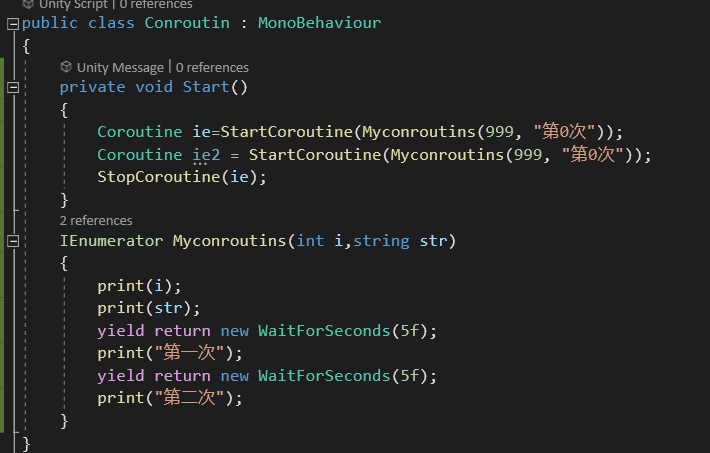 Unity Script | 0 references
public class Conroutin : MonoBehaviour
{
Unity Message | 0 references
private void Start()
{
Coroutine ie=StartCoroutine(Myconroutins(999, "第0次"));
Coroutine ie2 = StartCoroutine(Myconroutins(999, "第0次"));
StopCoroutine(ie);
}
2 references
IEnumerator Myconroutins(int i,string str)
{
print(i);
print(str);
yield return new WaitForSeconds(5f);
print("第一次");
yield return new WaitForSeconds(5f);
print("第二次");
}
}